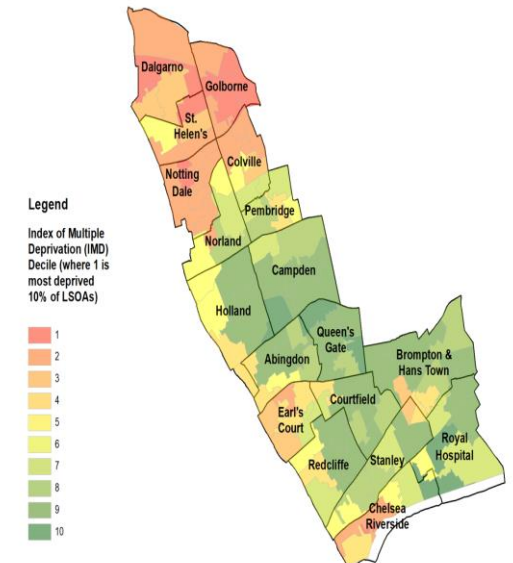 Dalgarno
Golborne
St.
Helen's
Notting
Dale
Colville
Pembridge
Norland
Campden
Holland
Queen's
Gate
Abingdon
Brompton &
Hans Town
Earl's
Court
Courtfield
Royal
Hospital
Redcliffe
Stanley
Chelsea
Riverside
Legend
Index of Multiple
Deprivation (IMD)
Decile (where 1 is
most deprived
10% of LSOAs)
1
2
3
4
5
6
7
8
9
10